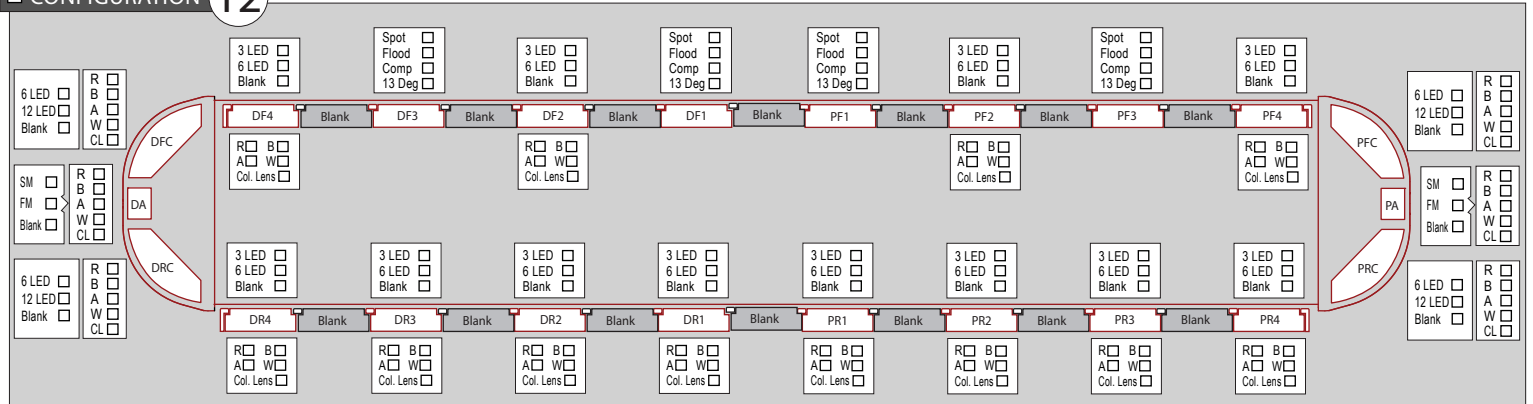 CONFIGURATION 12
3 LED
6 LED
Blank
Spot
Flood
Comp
13 Deg
3 LED
6 LED
Blank
Spot
Flood
Comp
13 Deg
Spot
Flood
Comp
13 Deg
3 LED
6 LED
Blank
Spot
Flood
Comp
13 Deg
3 LED
6 LED
Blank
6 LED
12 LED
Blank
R
B
A
W
CL
DFC
DF4 Blank DF3 Blank DF2 Blank DF1 Blank PF1 Blank PF2 Blank PF3 Blank PF4
PFC
6 LED
12 LED
Blank
R
B
A
W
CL
R B
A W
Col. Lens
R B
A W
Col. Lens
R B
A W
Col. Lens
R B
A W
Col. Lens
SM
FM
Blank
R
B
A
W
CL
DA
PA
SM
FM
Blank
R
B
A
W
CL
3 LED
6 LED
Blank
3 LED
6 LED
Blank
3 LED
6 LED
Blank
3 LED
6 LED
Blank
3 LED
6 LED
Blank
3 LED
6 LED
Blank
3 LED
6 LED
Blank
3 LED
6 LED
Blank
6 LED
12 LED
Blank
R
B
A
W
CL
DRC
PRC
6 LED
12 LED
Blank
R
B
A
W
CL
DR4 Blank DR3 Blank DR2 Blank DR1 Blank PR1 Blank PR2 Blank PR3 Blank PR4
R B
A W
Col. Lens
R B
A W
Col. Lens
R B
A W
Col. Lens
R B
A W
Col. Lens
R B
A W
Col. Lens
R B
A W
Col. Lens
R B
A W
Col. Lens
R B
A W
Col. Lens